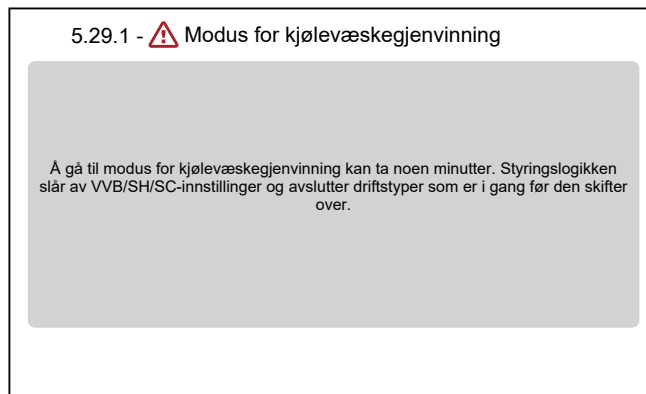 5.29.1 - Modus for kjølevæskegjenvinning
Å gå til modus for kjølevæskegjenvinning kan ta noen minutter. Styringslogikken
slår av VVB/SH/SC-innstillinger og avslutter driftstyper som er i gang før den skifter
over.